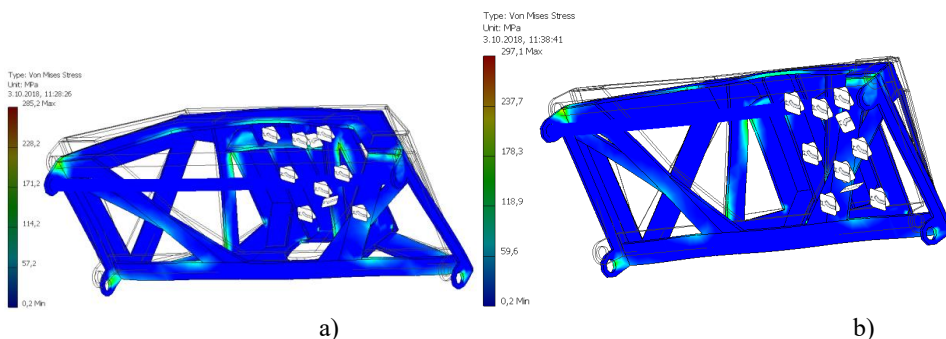 Type: Von Mises Stress
Unit: MPa
3.10.2018, 11:28:26
285,2 Max
228,2
171,2
114,2
57,2
0,2 Min
a)
Type: Von Mises Stress
Unit: MPa
3.10.2018, 11:38:41
297,1 Max
237,7
178,3
118,9
59,6
0,2 Min
b)